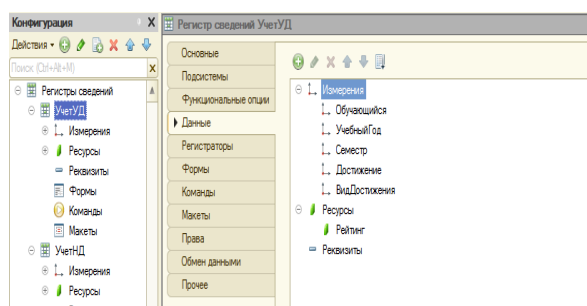 Конфигурация
Действия
Поиск (Ctrl+Alt+M)
Регистры сведений
УчетУД
Измерения
Ресурсы
Реквизиты
Формы
Команды
Макеты
УчетНД
Измерения
Ресурсы
Регистр сведений УчетУД
Основные
Подсистемы
Функциональные опции
Данные
Регистраторы
Формы
Команды
Макеты
Права
Обмен данными
Прочее
Измерения
Обучающийся
УчебныйГод
Семестр
Достижение
ВидДостижения
Ресурсы
Рейтинг
Реквизиты